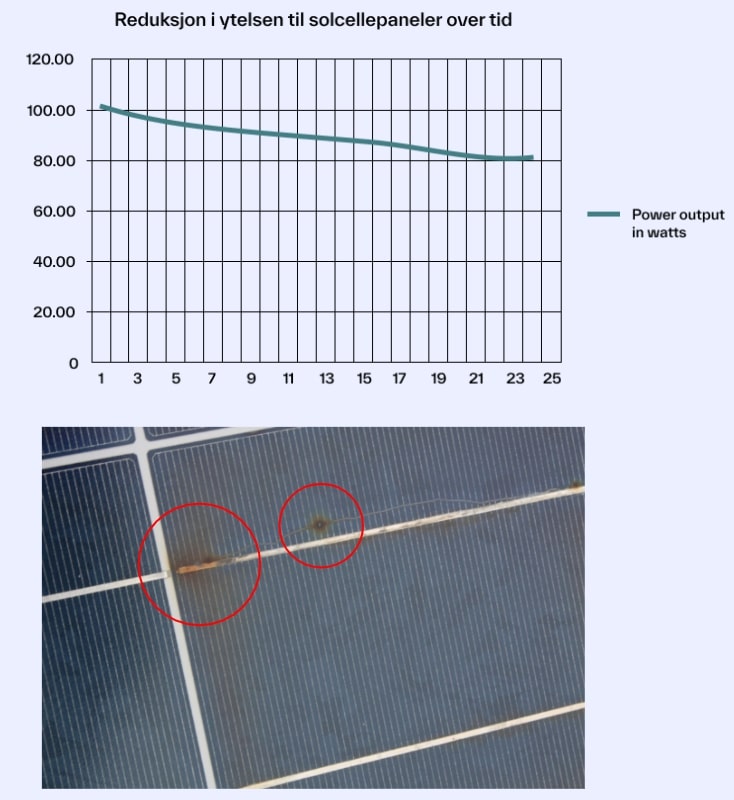 Reduksjon i ytelsen til solcellepaneler over tid
120.00
100.00
80.00
60.00
40.00
20.00
0
1 3 5 7 9 11 13 15 17 19 21 23 25
Power output
in watts